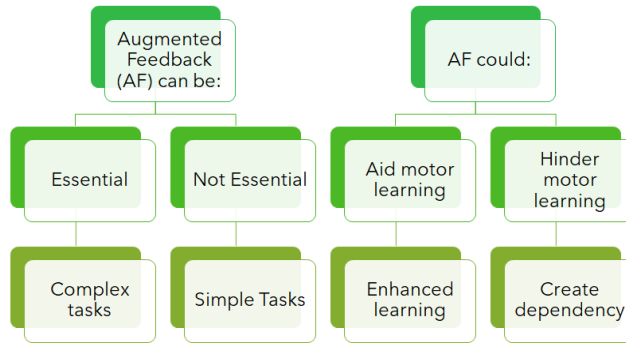 Augmented
Feedback
(AF) can be:
AF could:
Essential
Not Essential
Aid motor
learning
Hinder
motor
learning
Complex
tasks
Simple Tasks
Enhanced
learning
Create
dependency